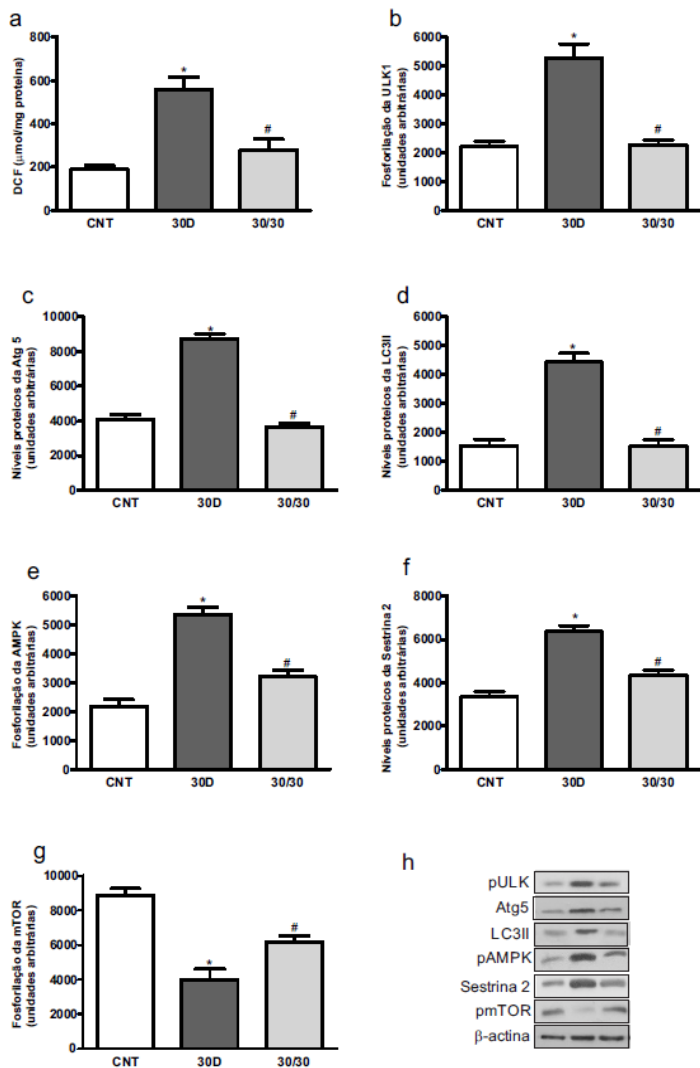 a
800
600
400
200
0
DCF (µmol/mg proteina)
*
#
CNT 30D 30/30
b
6000
5000
4000
3000
2000
1000
0
Fosforilação da ULK1
(unidades arbitrárias)
*
#
CNT 30D 30/30
c
10000
8000
6000
4000
2000
0
Níveis proteicos da Atg 5
(unidades arbitrárias)
*
#
CNT 30D 30/30
d
6000
5000
4000
3000
2000
1000
0
Níveis proteicos da LC3II
(unidades arbitrárias)
*
#
CNT 30D 30/30
e
6000
5000
4000
3000
2000
1000
0
Fosforilação da AMPK
(unidades arbitrárias)
*
#
CNT 30D 30/30
f
8000
6000
4000
2000
0
Níveis proteicos da Sestrina 2
(unidades arbitrárias)
*
#
CNT 30D 30/30
g
10000
8000
6000
4000
2000
0
Fosforilação da mTOR
(unidades arbitrárias)
*
#
CNT 30D 30/30
h
pULK
Atg5
LC3II
pAMPK
Sestrina 2
pmTOR
β-actina